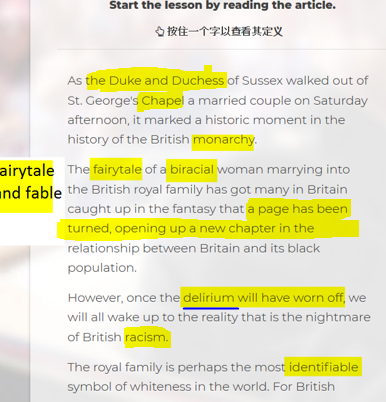 Start the lesson by reading the article.
按住一个字以查看其定义
As the Duke and Duchess of Sussex walked out of
St. George's Chapel a married couple on Saturday
afternoon, it marked a historic moment in the
history of the British monarchy.
The fairytale of a biracial woman marrying into
the British royal family has got many in Britain
caught up in the fantasy that a page has been
turned, opening up a new chapter in the
relationship between Britain and its black
population.
airytale
and fable
However, once the delirium will have worn off, we
will all wake up to the reality that is the nightmare
of British racism.
The royal family is perhaps the most identifiable
symbol of whiteness in the world. For British